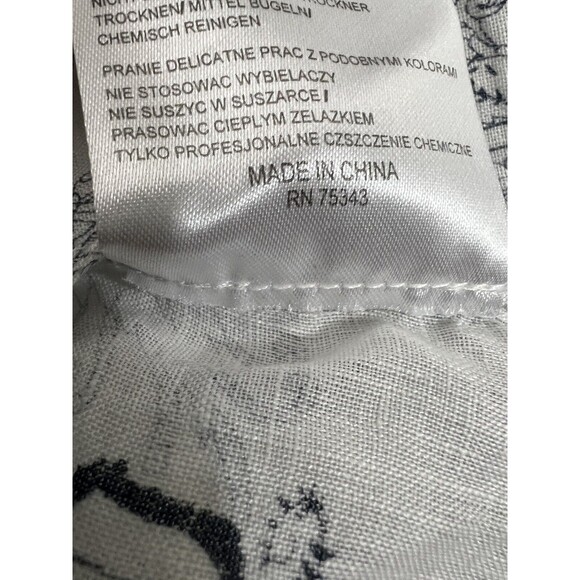 TROCKNEN/ MITTEL BÜGELN/
CHEMISCH REINIGEN
PRANIE DELICATNE PRAC Z PODOBNYMI KOLORAMI
NIE STOSOWAC WYBIELACZY
NIE SUSZYC W SUSZARCE/
PRASOWAC CIEPLYM ZELAZKIEM
TYLKO PROFESJONALNE CZSZCZENIE CHEMICZNE
MADE IN CHINA
RN 75343